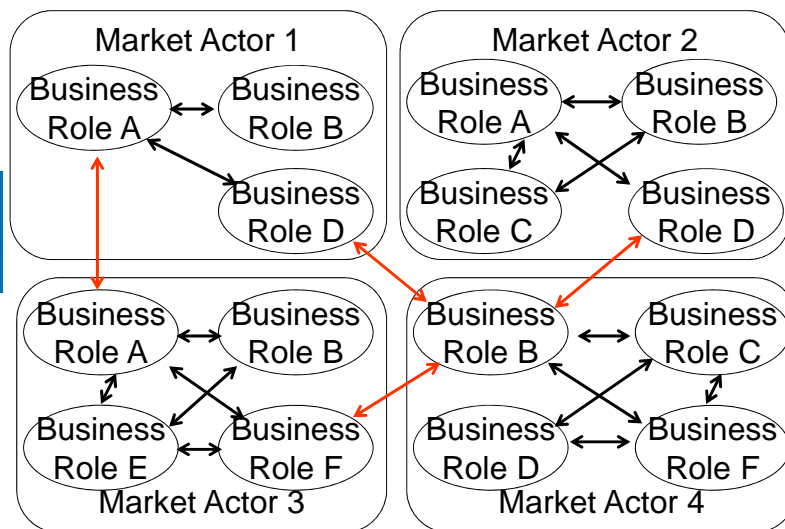 Market Actor 1
Business
Role A
Business
Role B
Business
Role D
Market Actor 2
Business
Role A
Business
Role B
Business
Role C
Business
Role D
Business
Role A
Business
Role B
Business
Role E
Business
Role F
Market Actor 3
Business
Role B
Business
Role C
Business
Role D
Business
Role F
Market Actor 4